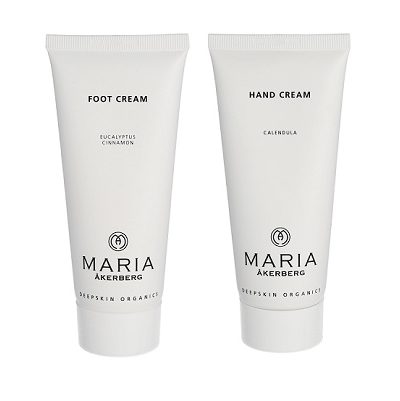 FOOT CREAM
EUCALYPTUS
CINNAMON
MARIA
ÅKERBERG
DEEPSKIN ORGANICS
HAND CREAM
CALENDULA
MARIA
ÅKERBERG
DEEPSKIN ORGANICS